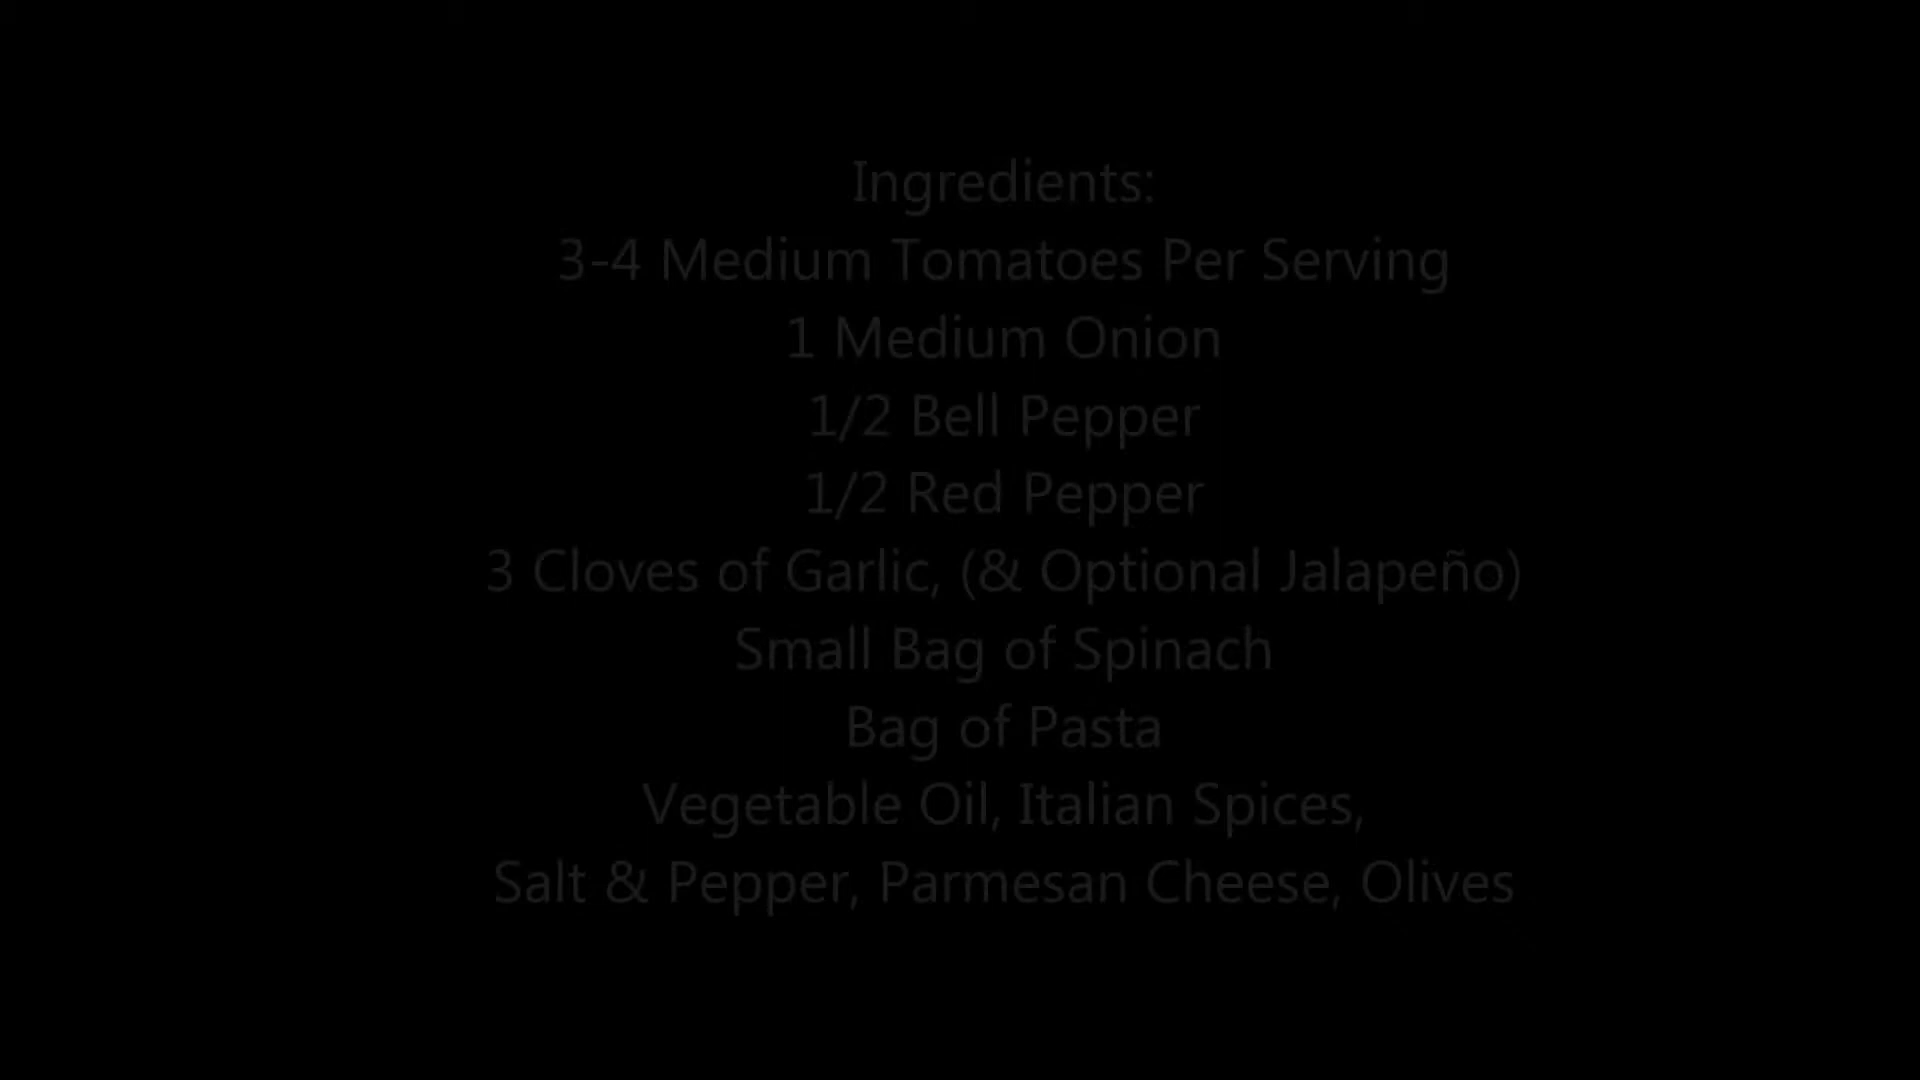 Ingredients:
3-4 Medium Tomatoes Per Serving
1 Medium Onion
1/2 Bell Pepper
1/2 Red Pepper
3 Cloves of Garlic, (& Optional Jalapeño)
Small Bag of Spinach
Bag of Pasta
Vegetable Oil, Italian Spices,
Salt & Pepper, Parmesan Cheese, Olives